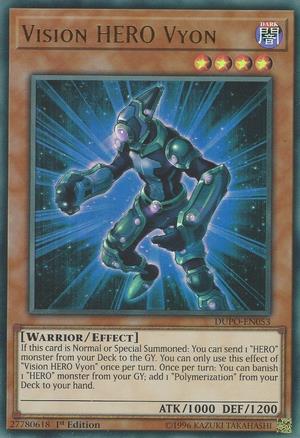 Vision HERO Vyon
DARK
闇
DUPO-EN053
[Warrior/Effect]
If this card is Normal or Special Summoned: You can send 1 "HERO"
monster from your Deck to the GY. You can only use this effect of
"Vision HERO Vyon" once per turn. Once per turn: You can banish
1 "HERO" monster from your GY; add 1 "Polymerization" from your
Deck to your hand.
ATK/1000 DEF/1200
27780618 1st Edition ©1996 KAZUKI TAKAHASHI